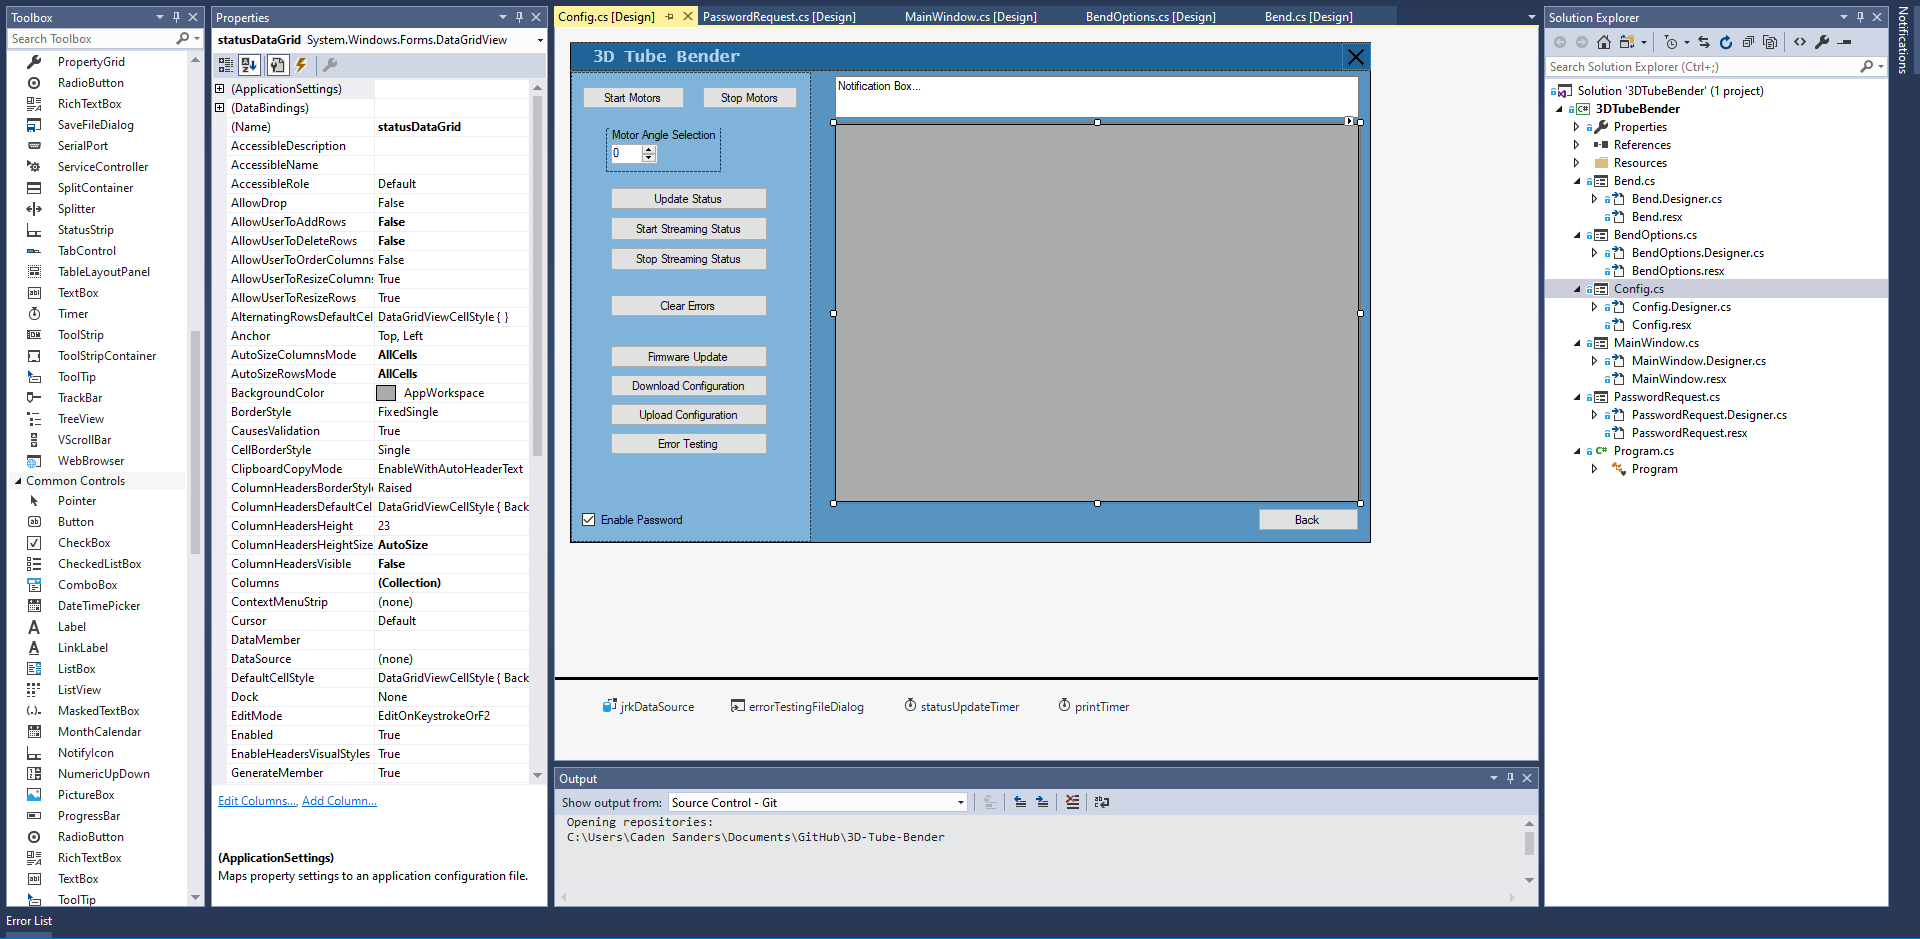 Toolbox
Search Toolbox
PropertyGrid
RadioButton
RichTextBox
SaveFileDialog
SerialPort
ServiceController
SplitContainer
Splitter
StatusStrip
TabControl
TableLayoutPanel
TextBox
Timer
ToolStrip
ToolStripContainer
ToolTip
TrackBar
TreeView
VScrollBar
WebBrowser
Common Controls
Pointer
Button
CheckBox
CheckedListBox
ComboBox
DateTimePicker
Label
LinkLabel
ListBox
ListView
MaskedTextBox
MonthCalendar
NotifyIcon
NumericUpDown
PictureBox
ProgressBar
RadioButton
RichTextBox
TextBox
ToolTip
Error List
Properties
statusDataGrid System.Windows.Forms.DataGridView
(ApplicationSettings)
(DataBindings)
(Name) statusDataGrid
AccessibleDescription
AccessibleName
AccessibleRole Default
AllowDrop False
AllowUserToAddRows False
AllowUserToDeleteRows False
AllowUserToOrderColumns False
AllowUserToResizeColumns True
AllowUserToResizeRows True
AlternatingRowsDefaultCel DataGridViewCellStyle { }
Anchor Top, Left
AutoSizeColumnsMode AllCells
AutoSizeRowsMode AllCells
BackgroundColor AppWorkspace
BorderStyle FixedSingle
CausesValidation True
CellBorderStyle Single
ClipboardCopyMode EnableWithAutoHeaderText
ColumnHeadersBorderStyl Raised
ColumnHeadersDefaultCel DataGridViewCellStyle { Back
ColumnHeadersHeight 23
ColumnHeadersHeightSize AutoSize
ColumnHeadersVisible False
Columns (Collection)
ContextMenuStrip (none)
Cursor Default
DataMember
DataSource (none)
DefaultCellStyle DataGridViewCellStyle { Back
Dock None
EditMode EditOnKeystrokeOrF2
Enabled True
EnableHeadersVisualStyles True
GenerateMember True
Edit Columns..., Add Column...
(ApplicationSettings)
Maps property settings to an application configuration file.
Config.cs [Design] PasswordRequest.cs [Design] MainWindow.cs [Design] BendOptions.cs [Design] Bend.cs [Design]
3D Tube Bender
Start Motors Stop Motors
Motor Angle Selection
0
Update Status
Start Streaming Status
Stop Streaming Status
Clear Errors
Firmware Update
Download Configuration
Upload Configuration
Error Testing
Enable Password
Notification Box...
Back
jrkDataSource errorTestingFileDialog statusUpdateTimer printTimer
Output
Show output from: Source Control - Git
Opening repositories:
C:\Users\Caden Sanders\Documents\GitHub\3D-Tube-Bender
Solution Explorer
Search Solution Explorer (Ctrl+;)
Solution '3DTubeBender' (1 project)
C# 3DTubeBender
Properties
References
Resources
Bend.cs
Bend.Designer.cs
Bend.resx
BendOptions.cs
BendOptions.Designer.cs
BendOptions.resx
Config.cs
Config.Designer.cs
Config.resx
MainWindow.cs
MainWindow.Designer.cs
MainWindow.resx
PasswordRequest.cs
PasswordRequest.Designer.cs
PasswordRequest.resx
C# Program.cs
Program
Notifications